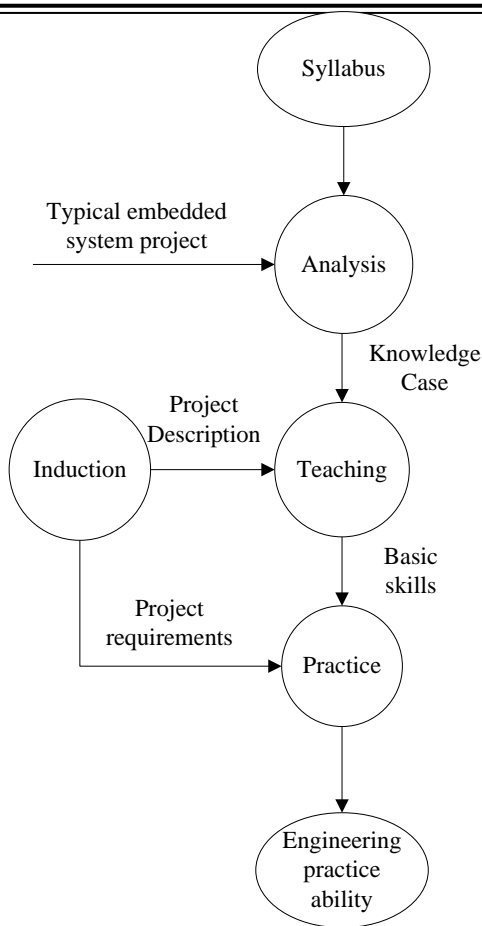 Syllabus
Typical embedded
system project
Analysis
Knowledge
Case
Project
Description
Induction
Teaching
Basic
skills
Project
requirements
Practice
Engineering
practice
ability